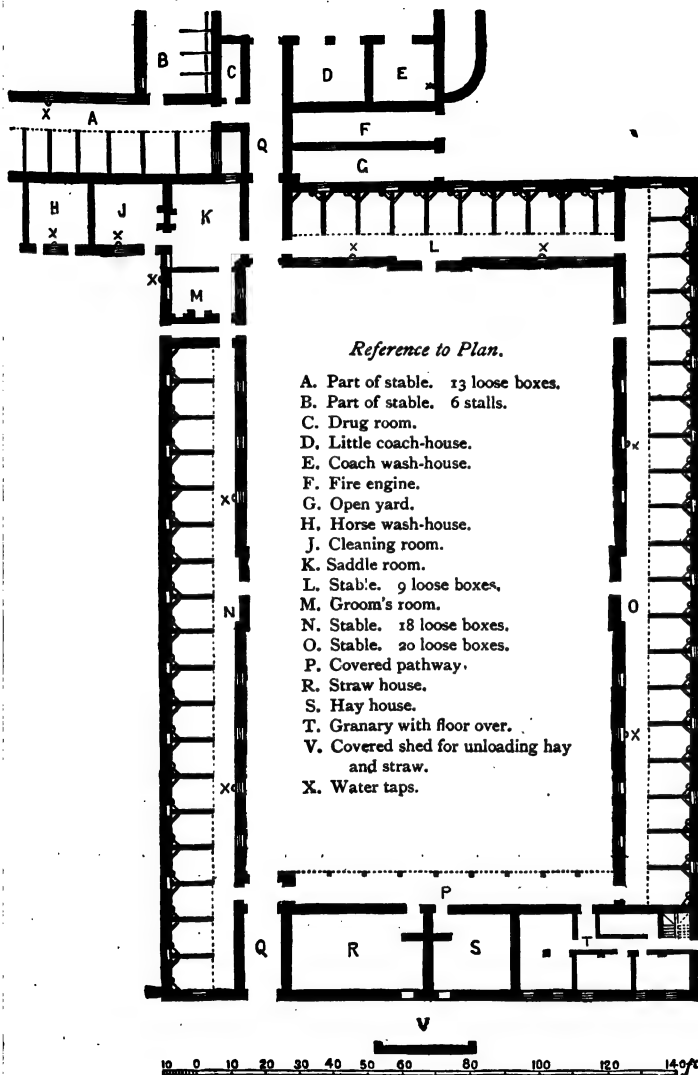 B
C
D
E
X
A
X
Q
F
G
H
J
K
X
X
X
X
L
X
M
Reference to Plan.
A. Part of stable. 13 loose boxes.
B. Part of stable. 6 stalls.
C. Drug room.
D. Little coach-house.
E. Coach wash-house.
F. Fire engine.
G. Open yard.
H. Horse wash-house.
J. Cleaning room.
K. Saddle room.
L. Stable. 9 loose boxes.
M. Groom's room.
N. Stable. 18 loose boxes.
O. Stable. 20 loose boxes.
P. Covered pathway.
R. Straw house.
S. Hay house.
T. Granary with floor over.
V. Covered shed for unloading hay
and straw.
X. Water taps.
X
X
N
O
X
X
P
Q
R
S
T
V
10 0 10 20 30 40 50 60 70 80 100 120 140 ft